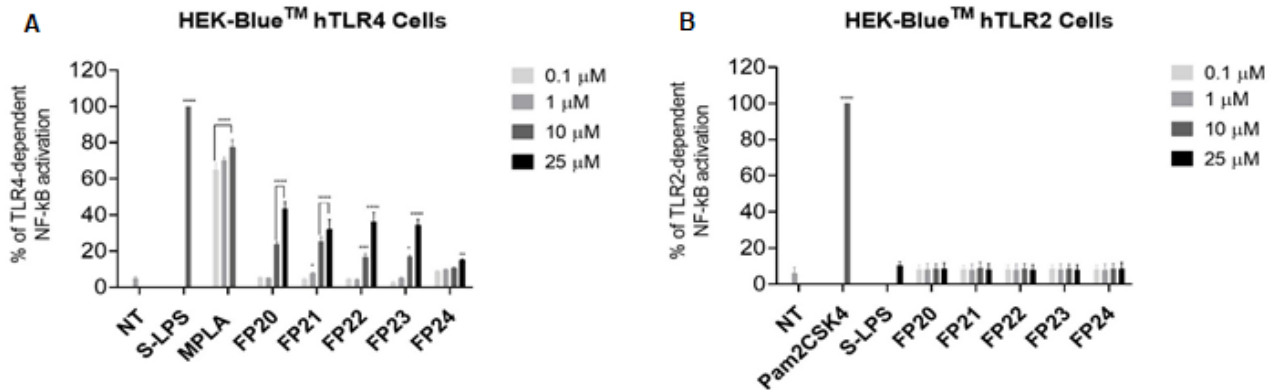 A
HEK-Blue™ hTLR4 Cells
% of TLR4-dependent
NF-kB activation
120
100
80
60
40
20
0
****
****
****
*
****
***
****
*
****
**
NT
S-LPS
MPLA
FP20
FP21
FP22
FP23
FP24
0.1 μM
1 μM
10 μM
25 μM
B
HEK-Blue™ hTLR2 Cells
% of TLR2-dependent
NF-kB activation
120
100
80
60
40
20
0
****
NT
Pam2CSK4
S-LPS
FP20
FP21
FP22
FP23
FP24
0.1 μM
1 μM
10 μM
25 μM